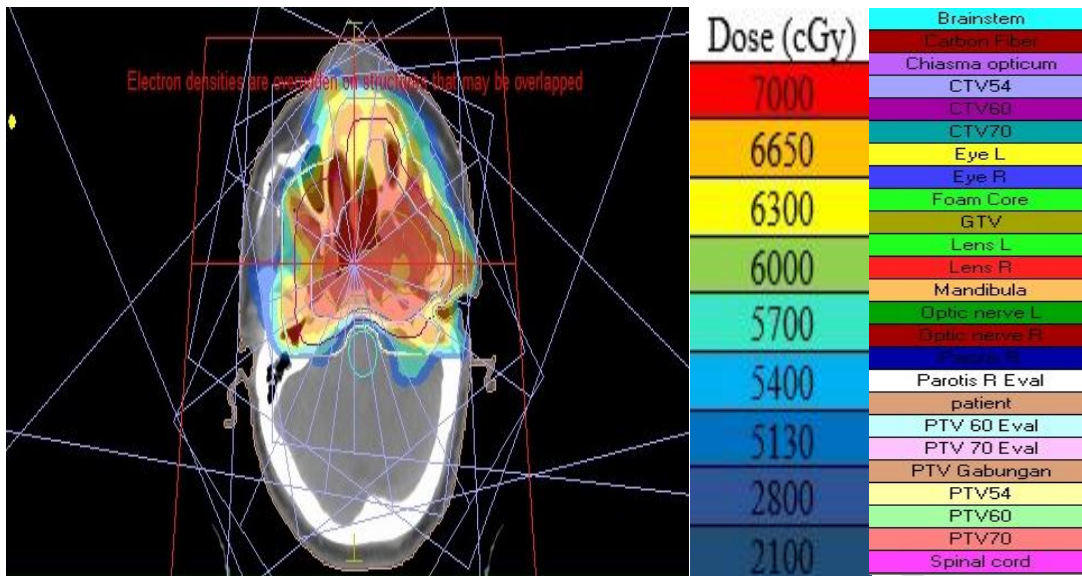 Electron densities are overriden on structures that may be overlapped
Dose (cGy)
7000
6650
6300
6000
5700
5400
5130
2800
2100
Brainstem
Carbon Fiber
Chiasma opticum
CTV54
CTV60
CTV70
Eye L
Eye R
Foam Core
GTV
Lens L
Lens R
Mandibula
Optic nerve L
Optic nerve R
Parotis R Eval
patient
PTV 60 Eval
PTV 70 Eval
PTV Gabungan
PTV54
PTV60
PTV70
Spinal cord